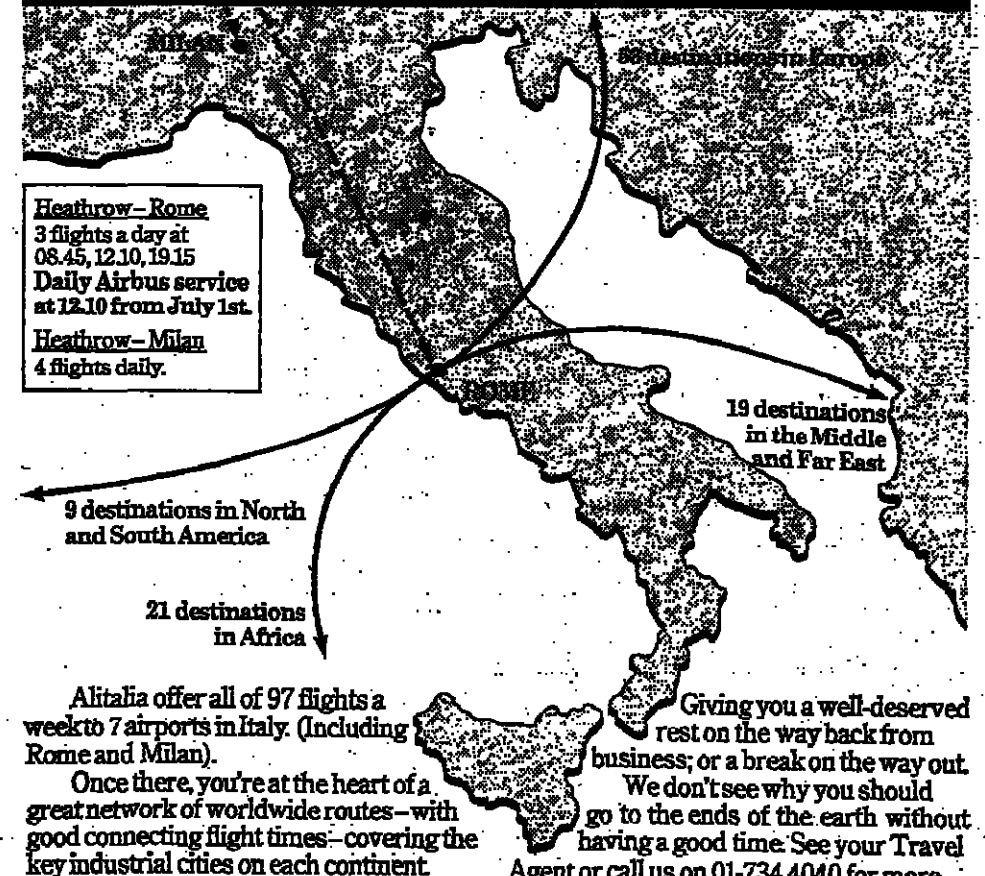 MILAN
destinations in Europe
Heathrow–Rome
3 flights a day at
08.45, 12.10, 19.15
Daily Airbus service
at 12.10 from July 1st.
Heathrow–Milan
4 flights daily.
ROME
19 destinations
in the Middle
and Far East
9 destinations in North
and South America
21 destinations
in Africa
Alitalia offer all of 97 flights a
week to 7 airports in Italy. (Including
Rome and Milan).
Once there, you're at the heart of a
great network of worldwide routes–with
good connecting flight times–covering the
key industrial cities on each continent.
Giving you a well-deserved
rest on the way back from
business; or a break on the way out.
We don't see why you should
go to the ends of the earth without
having a good time. See your Travel
Agent or call us on 01-734 4040 for more